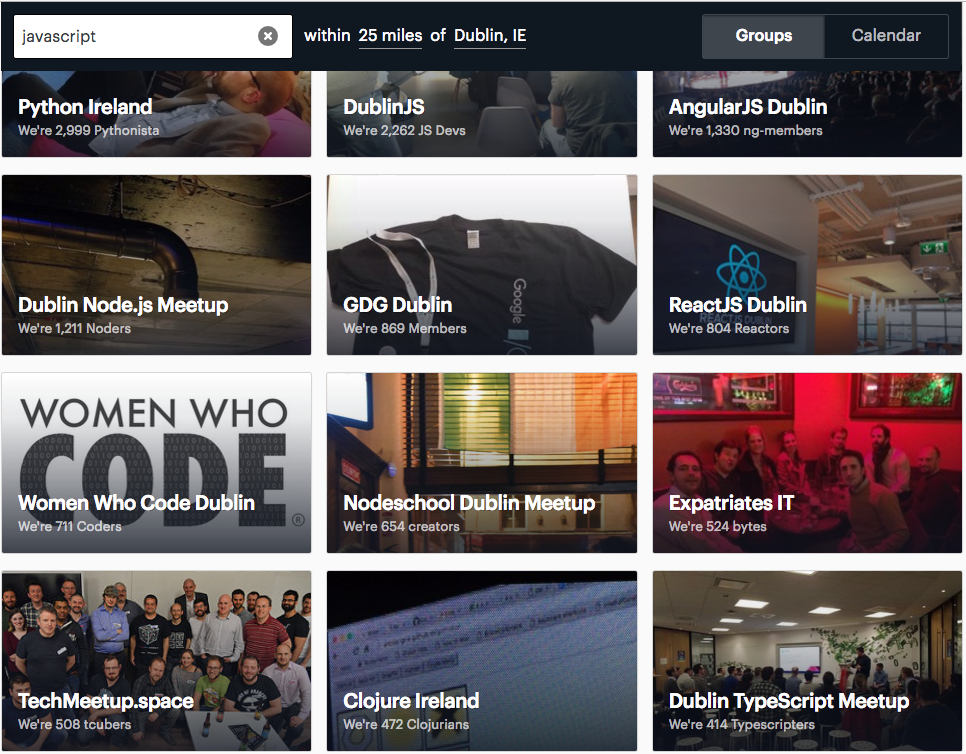 javascript
within 25 miles of Dublin, IE
Groups
Calendar
Python Ireland
We're 2,999 Pythonista
DublinJS
We're 2,262 JS Devs
AngularJS Dublin
We're 1,330 ng-members
Dublin Node.js Meetup
We're 1,211 Noders
Google I/O
GDG Dublin
We're 869 Members
ReactJS Dublin
REACTJS DUBLIN
We're 804 Reactors
WOMEN WHO
CODE
®
Women Who Code Dublin
We're 711 Coders
Nodeschool Dublin Meetup
We're 654 creators
Carlsberg
Expatriates IT
We're 524 bytes
TechMeetup.space
We're 508 tcubers
Clojure Ireland
We're 472 Clojurians
Dublin TypeScript Meetup
We're 414 Typescripters